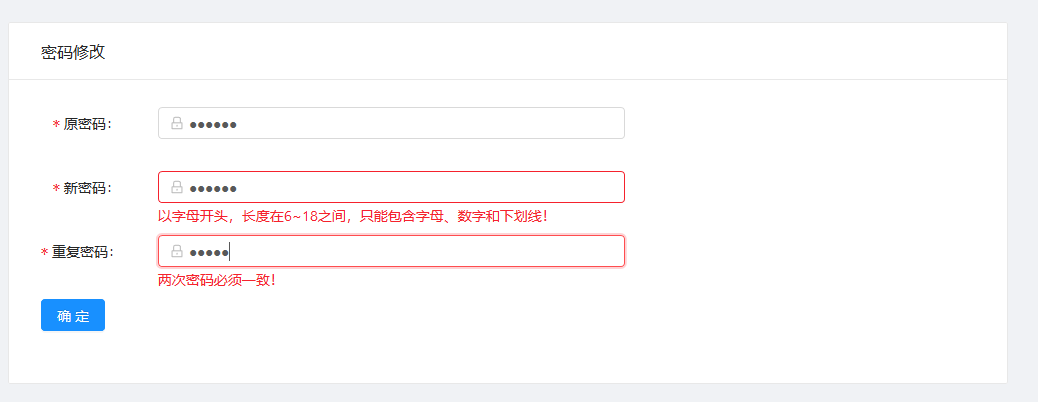 密码修改
* 原密码： ●●●●●●
* 新密码： ●●●●●●
以字母开头，长度在6~18之间，只能包含字母、数字和下划线！
* 重复密码： ●●●●●
两次密码必须一致！
确 定